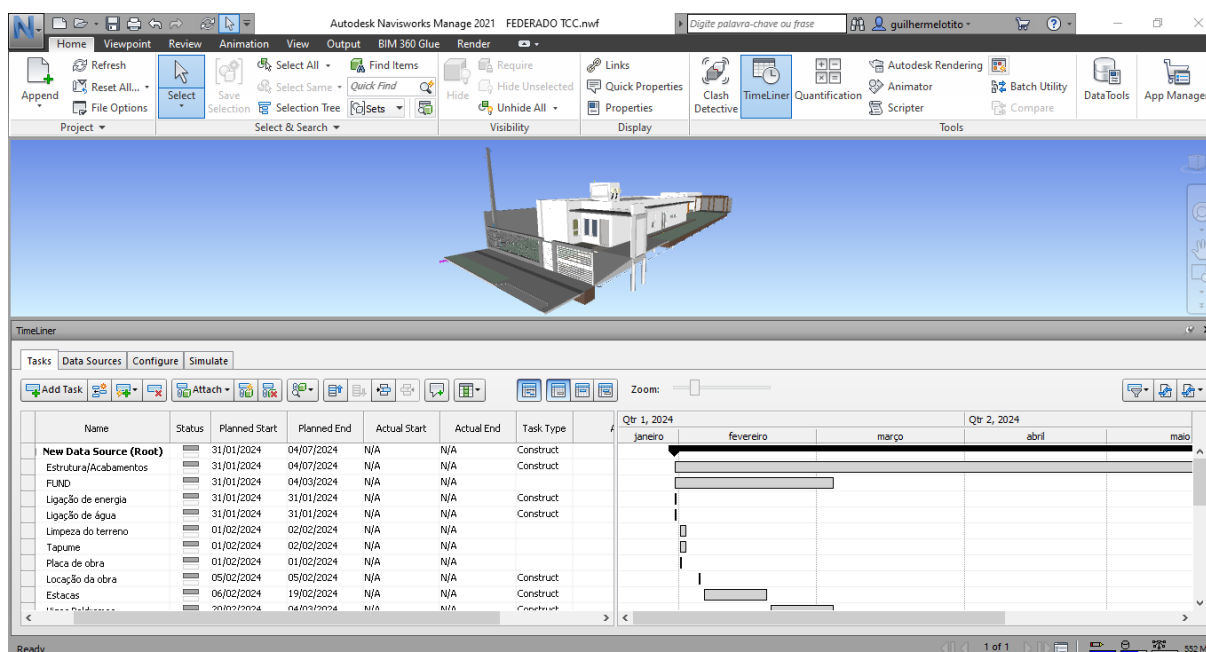 Autodesk Navisworks Manage 2021 FEDERADO TCC.nwf
Digite palavra-chave ou frase
guilhermelotito
Home Viewpoint Review Animation View Output BIM 360 Glue Render
Append
Refresh
Reset All...
File Options
Project
Select
Save Selection
Select All
Select Same
Selection Tree
Find Items
Quick Find
Sets
Select & Search
Hide
Require
Hide Unselected
Unhide All
Visibility
Links
Quick Properties
Properties
Display
Clash Detective
TimeLiner
Quantification
Autodesk Rendering
Animator
Scripter
Batch Utility
Compare
DataTools
App Manage
Tools
TimeLiner
Tasks Data Sources Configure Simulate
Add Task Attach Zoom:
Name Status Planned Start Planned End Actual Start Actual End Task Type
Qtr 1, 2024 Qtr 2, 2024
janeiro fevereiro março abril maio
New Data Source (Root) 31/01/2024 04/07/2024 N/A N/A Construct
Estrutura/Acabamentos 31/01/2024 04/07/2024 N/A N/A Construct
FUND 31/01/2024 04/03/2024 N/A N/A
Ligação de energia 31/01/2024 31/01/2024 N/A N/A Construct
Ligação de água 31/01/2024 31/01/2024 N/A N/A Construct
Limpeza do terreno 01/02/2024 02/02/2024 N/A N/A
Tapume 01/02/2024 02/02/2024 N/A N/A
Placa de obra 01/02/2024 01/02/2024 N/A N/A
Locação da obra 05/02/2024 05/02/2024 N/A N/A Construct
Estacas 06/02/2024 19/02/2024 N/A N/A Construct
20/02/2024 04/03/2024 N/A N/A Construct
Ready
1 of 1
552 M